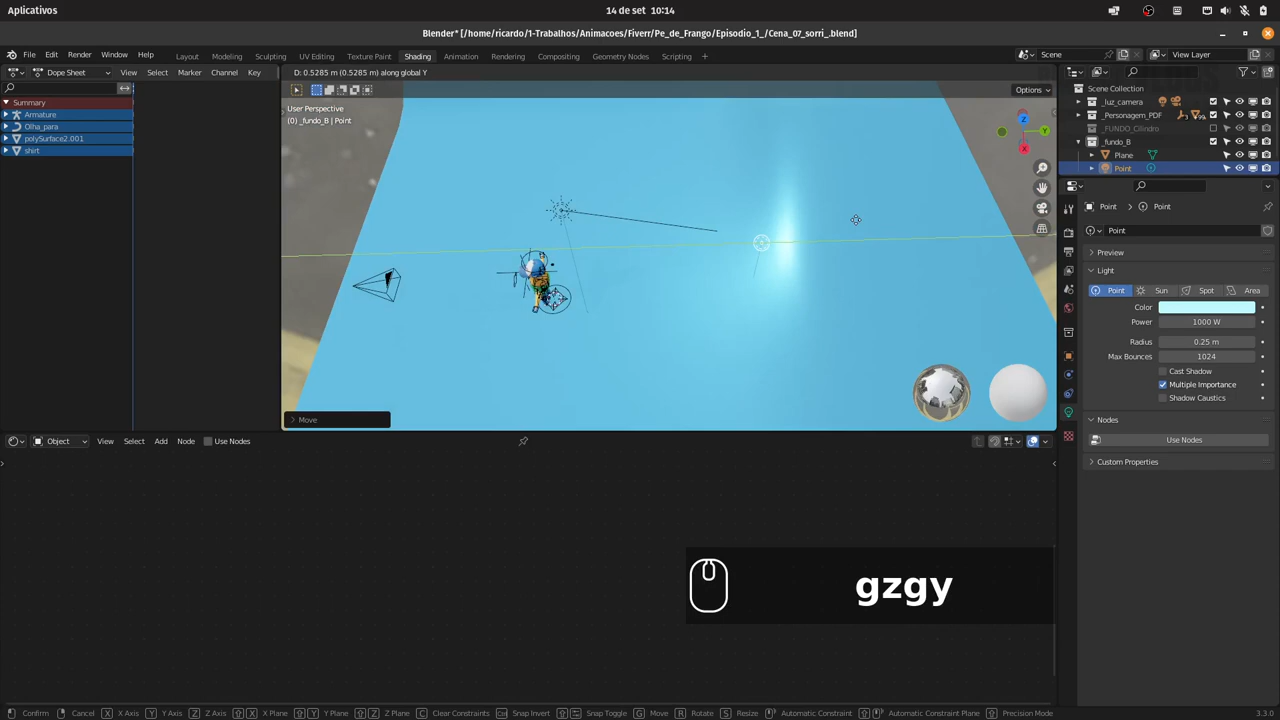 Aplicativos
14 de set 10:14
Blender* [/home/ricardo/1-Trabalhos/Animacoes/Fiverr/Pe_de_Frango/Episodio_1_/Cena_07_sorri_.blend]
File Edit Render Window Help
Layout Modeling Sculpting UV Editing Texture Paint Shading Animation Rendering Compositing Geometry Nodes Scripting +
Scene
View Layer
Dope Sheet View Select Marker Channel Key
D: 0.5285 m (0.5285 m) along global Y
Options
Summary
Armature
Olha_para
polySurface2.001
shirt
User Perspective
(0) _fundo_B | Point
Z
Y
X
Move
Scene Collection
_luz_camera
_Personagem_PDF
_FUNDO_Cilindro
_fundo_B
Plane
Point
Point
Point
Point
Preview
Light
Point Sun Spot Area
Color
Power 1000 W
Radius 0.25 m
Max Bounces 1024
Cast Shadow
Multiple Importance
Shadow Caustics
Nodes
Use Nodes
Custom Properties
Object View Select Add Node Use Nodes
gzgy
Confirm Cancel X X Axis Y Y Axis Z Z Axis X X Plane Y Y Plane Z Z Plane C Clear Constraints Snap Invert Snap Toggle G Move R Rotate S Resize Automatic Constraint Automatic Constraint Plane Precision Mode
3.3.0